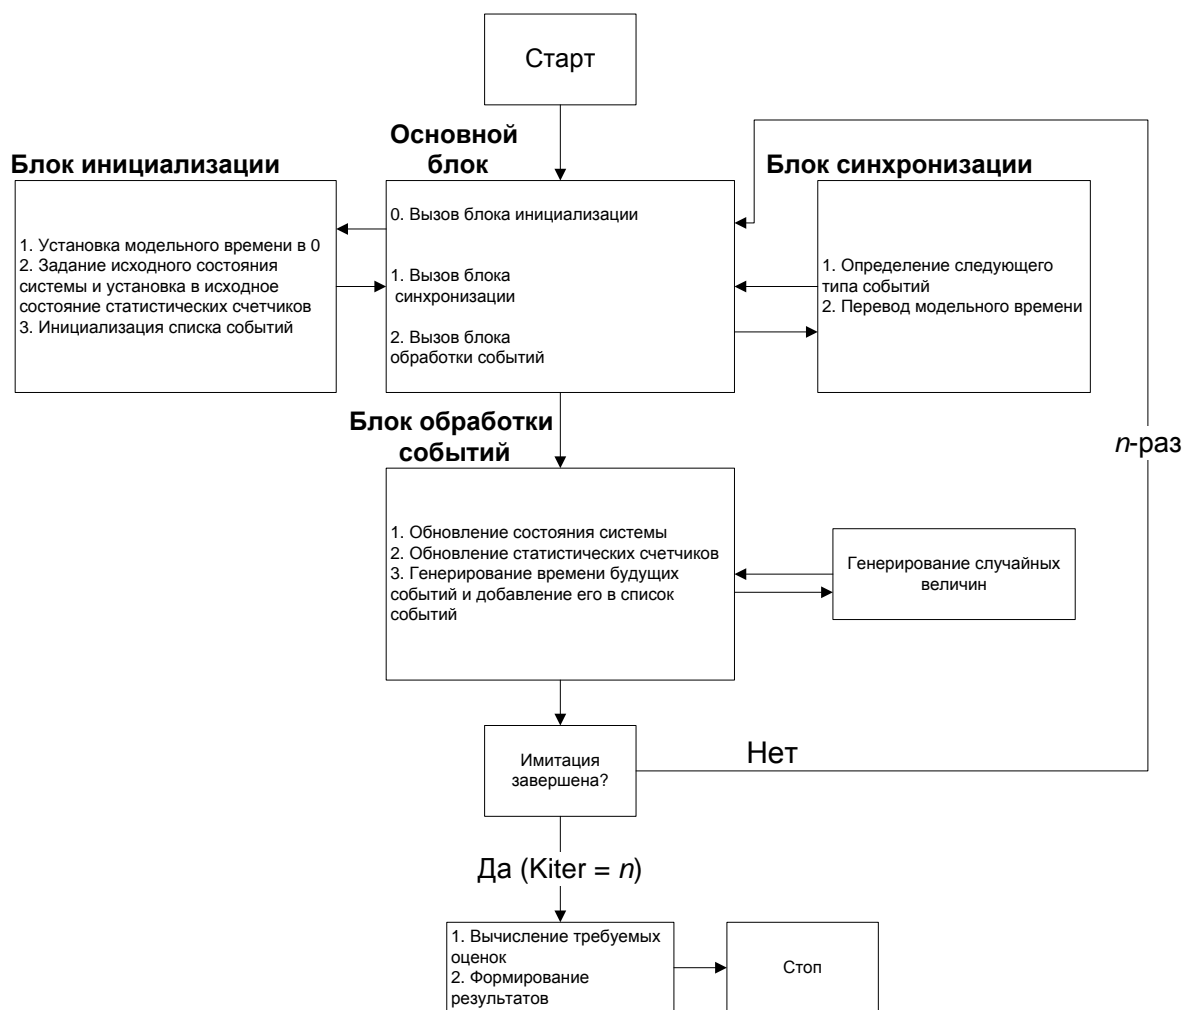 Старт
Основной
блок
Блок инициализации
Блок синхронизации
0. Вызов блока инициализации
1. Вызов блока
синхронизации
2. Вызов блока
обработки событий
1. Установка модельного времени в 0
2. Задание исходного состояния
системы и установка в исходное
состояние статистических счетчиков
3. Инициализация списка событий
1. Определение следующего
типа событий
2. Перевод модельного времени
Блок обработки
событий
n-раз
1. Обновление состояния системы
2. Обновление статистических счетчиков
3. Генерирование времени будущих
событий и добавление его в список
событий
Генерирование случайных
величин
Имитация
завершена?
Нет
Да (Kiter = n)
1. Вычисление требуемых
оценок
2. Формирование
результатов
Стоп